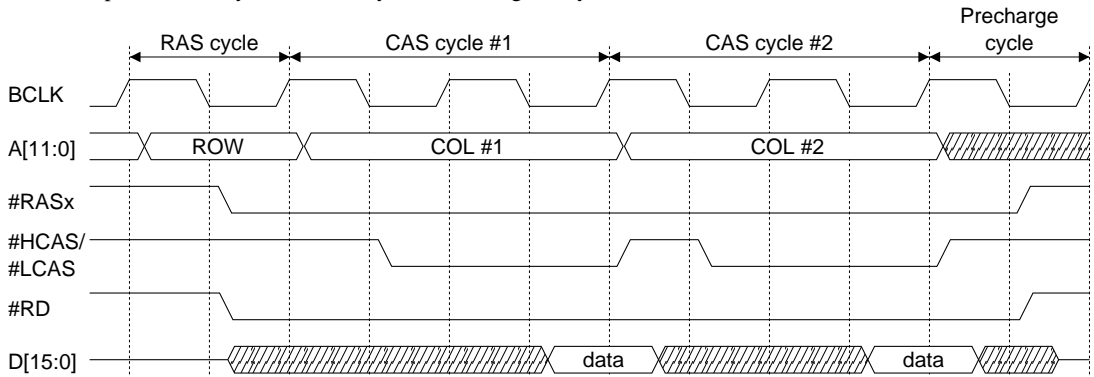 Precharge
cycle
RAS cycle
CAS cycle #1
CAS cycle #2
BCLK
A[11:0]
ROW
COL #1
COL #2
#RASx
#HCAS/
#LCAS
#RD
D[15:0]
data
data